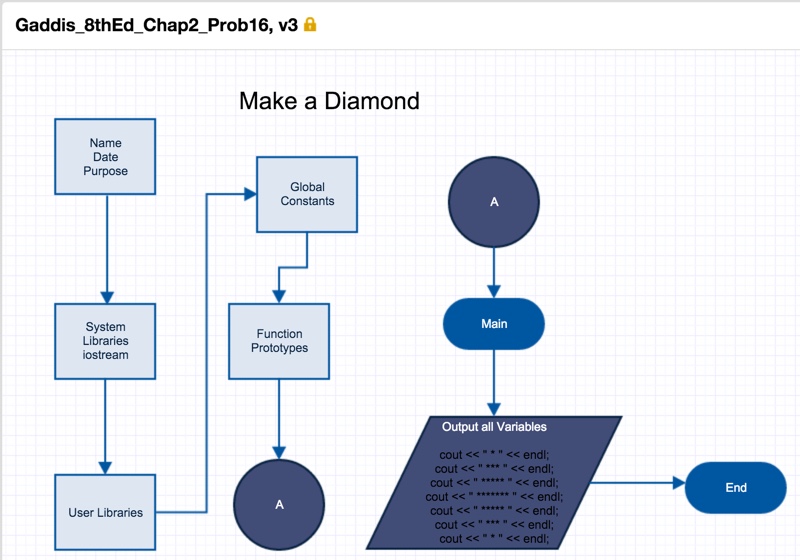 Gaddis_8thEd_Chap2_Prob16, v3
Make a Diamond
Name
Date
Purpose
System
Libraries
iostream
User Libraries
Global
Constants
Function
Prototypes
A
A
Main
Output all Variables
cout << " * " << endl;
cout << " *** " << endl;
cout << " ***** " << endl;
cout << " ******* " << endl;
cout << " ***** " << endl;
cout << " *** " << endl;
cout << " * " << endl;
End